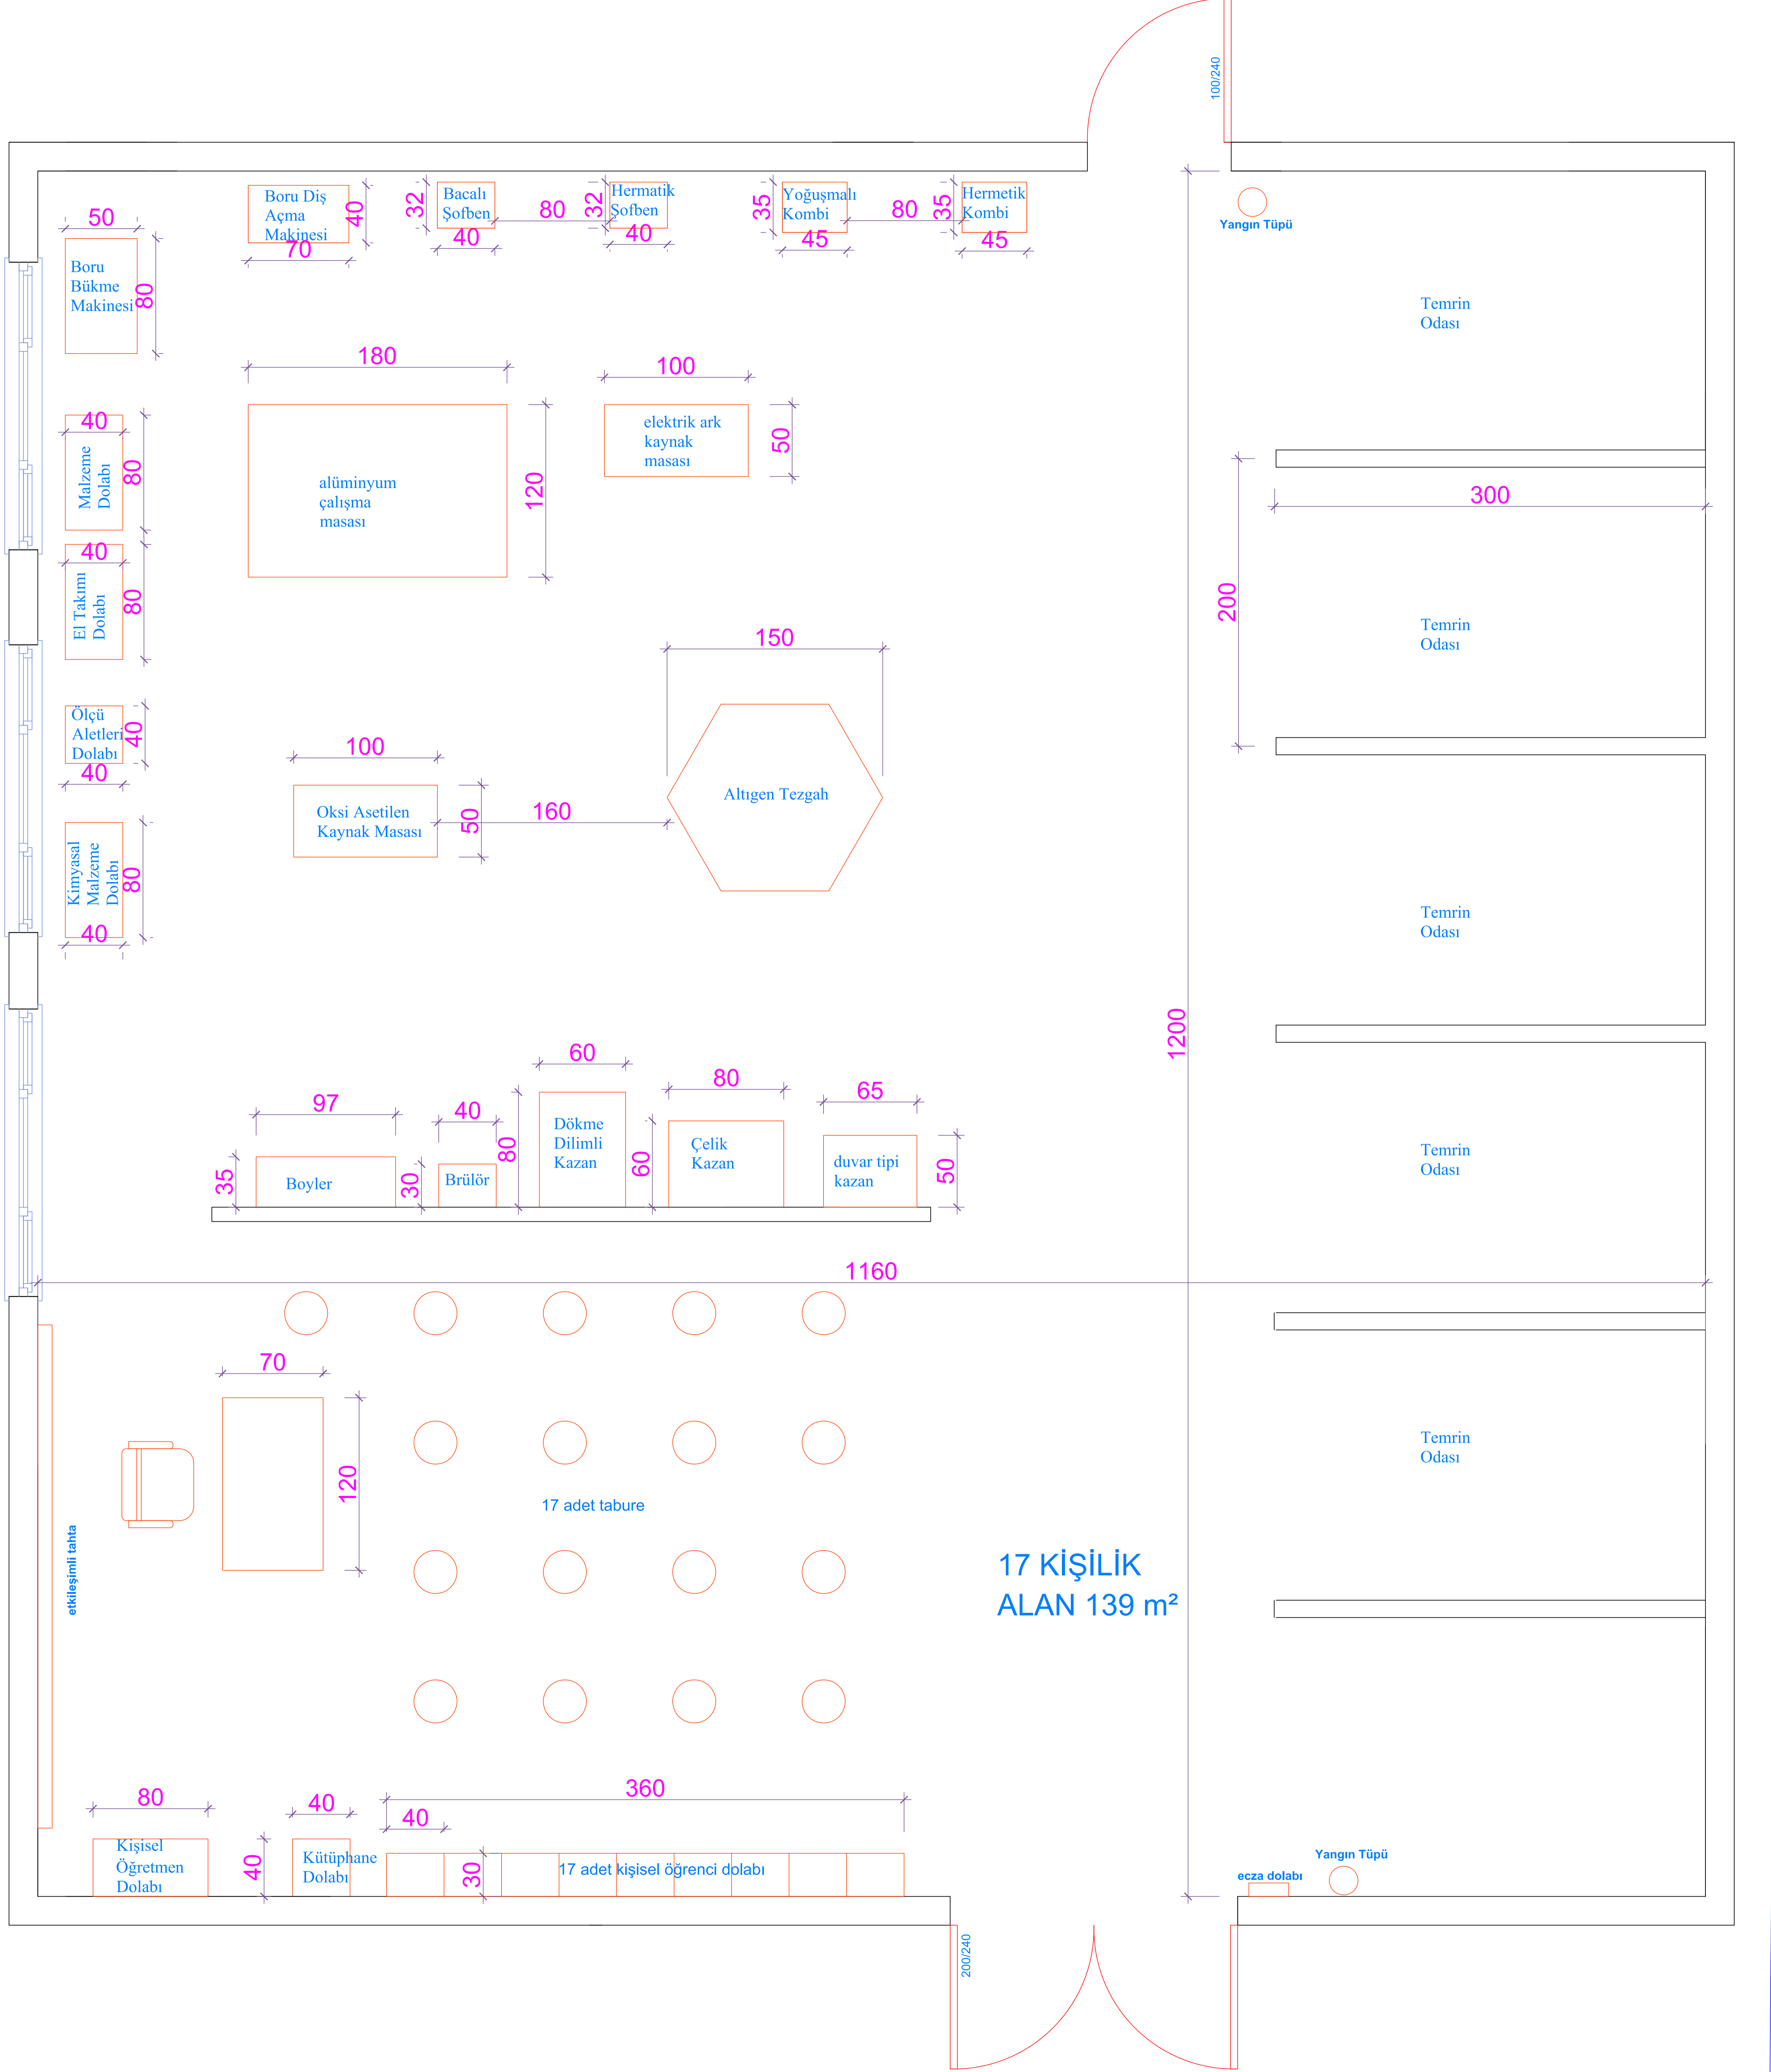 100/240
50
Boru
Bükme
Makinesi
80
Boru Diş
Açma
Makinesi
40
70
32
Bacalı
Şofben
40
80
32
Hermatik
Şofben
40
35
Yoğuşmalı
Kombi
45
80
35
Hermetik
Kombi
45
Yangın Tüpü
Temrin
Odası
40
Malzeme
Dolabı
80
180
alüminyum
çalışma
masası
120
100
elektrik ark
kaynak
masası
50
300
40
El Takımı
Dolabı
80
200
Temrin
Odası
150
Altıgen Tezgah
Ölçü
Aletleri
Dolabı
40
40
100
Oksi Asetilen
Kaynak Masası
50
160
Kimyasal
Malzeme
Dolabı
80
40
Temrin
Odası
1200
97
35
Boyler
40
30
Brülör
60
80
Dökme
Dilimli
Kazan
80
60
Çelik
Kazan
65
duvar tipi
kazan
50
Temrin
Odası
1160
70
120
etkileşimli tahta
17 adet tabure
17 KİŞİLİK
ALAN 139 m²
Temrin
Odası
80
Kişisel
Öğretmen
Dolabı
40
40
Kütüphane
Dolabı
360
40
30
17 adet kişisel öğrenci dolabı
Yangın Tüpü
ecza dolabı
200/240